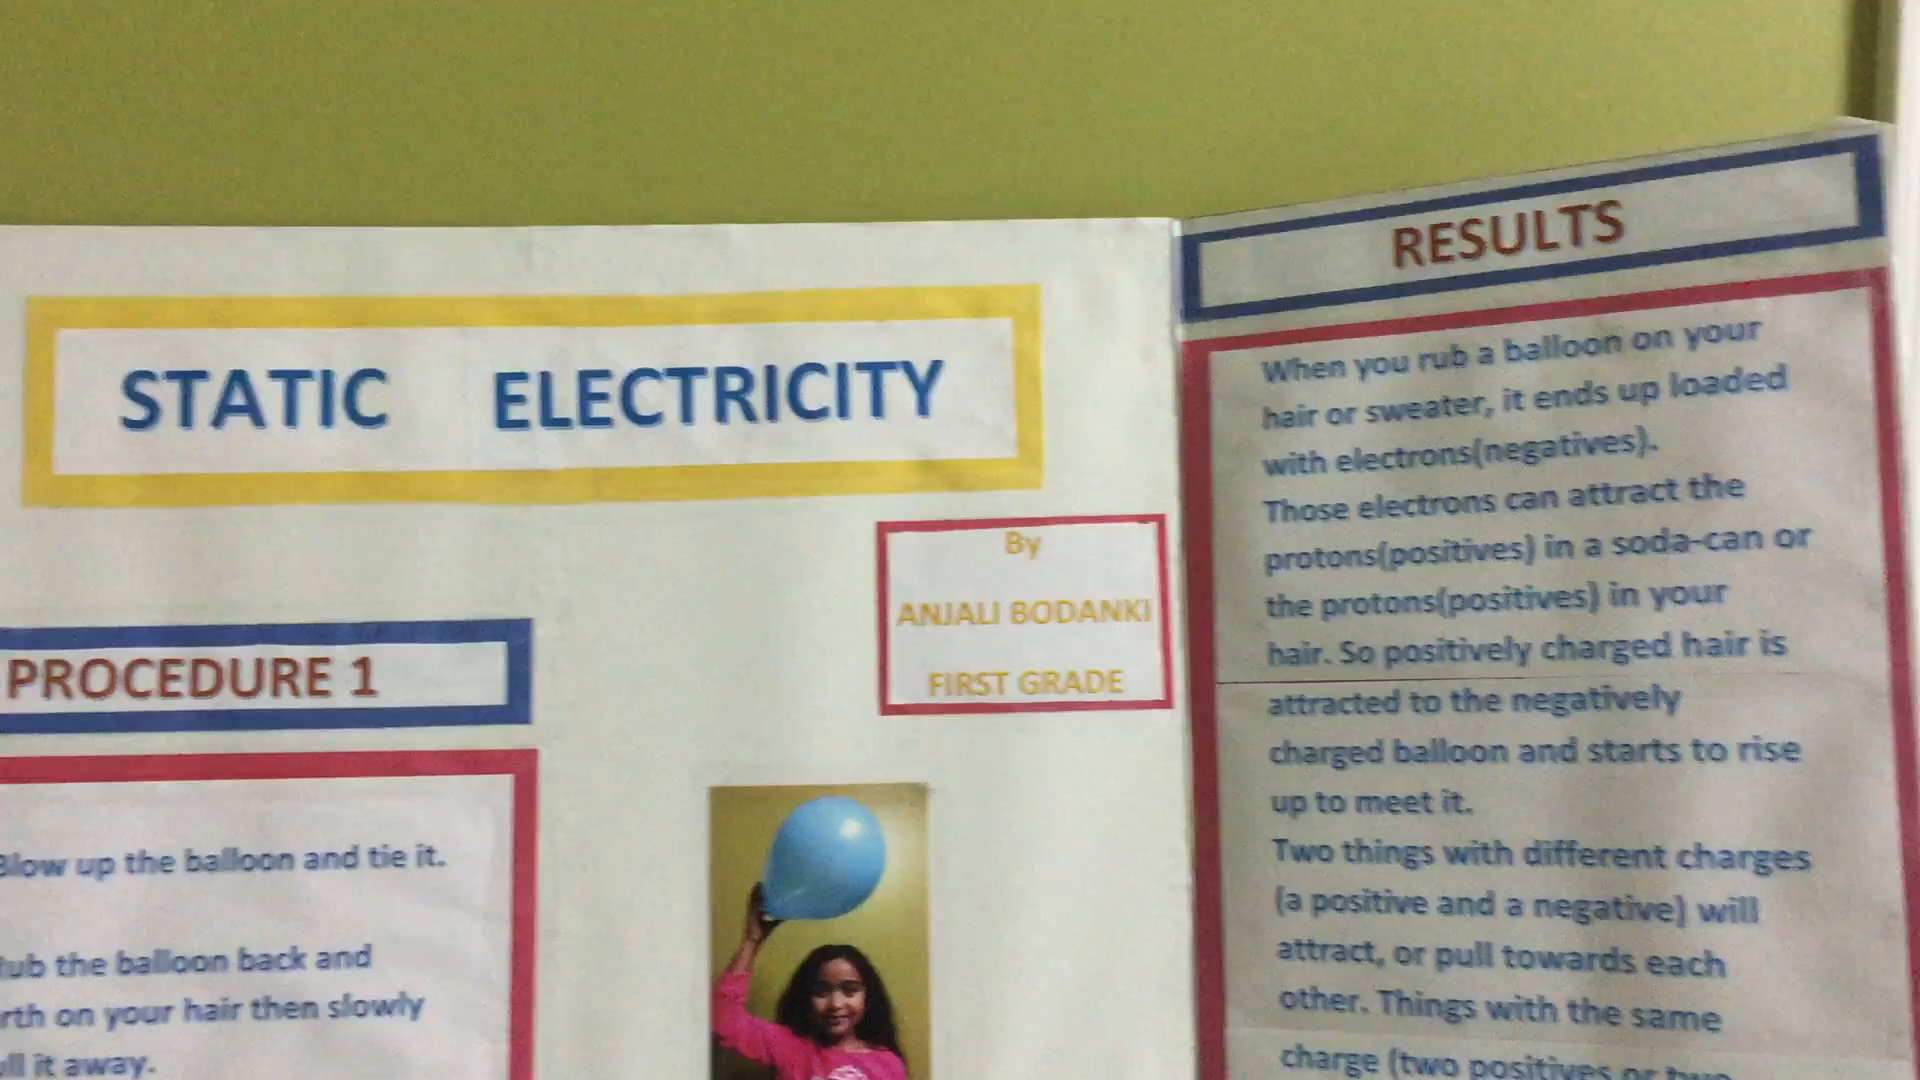 STATIC ELECTRICITY
By
ANJALI BODANKI
FIRST GRADE
PROCEDURE 1
Blow up the balloon and tie it.
the balloon back and
on your hair then slowly
it away.
RESULTS
When you rub a balloon on your
hair or sweater, it ends up loaded
with electrons(negatives).
Those electrons can attract the
protons(positives) in a soda-can or
the protons(positives) in your
hair. So positively charged hair is
attracted to the negatively
charged balloon and starts to rise
up to meet it.
Two things with different charges
(a positive and a negative) will
attract, or pull towards each
other. Things with the same
charge (two positives or two